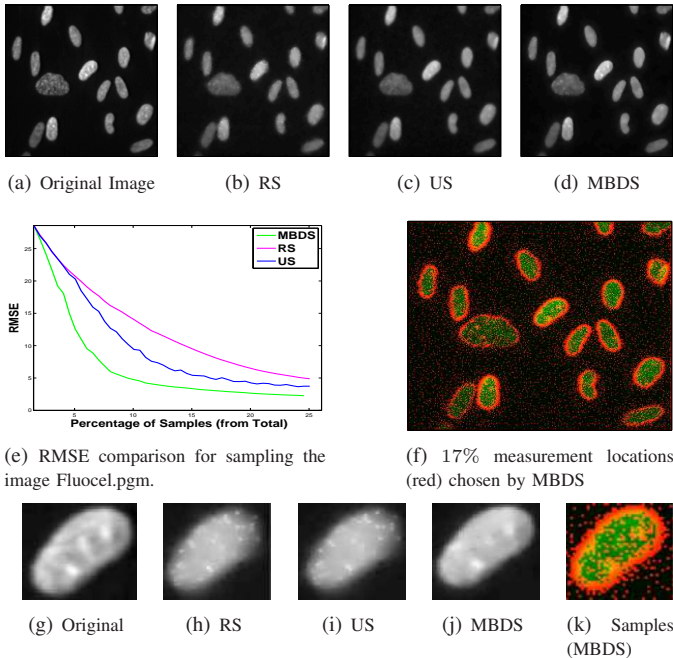 (a) Original Image
(b) RS
(c) US
(d) MBDS
MBDS
RS
US
25
20
15
10
5
0
RMSE
5
10
15
20
25
Percentage of Samples (from Total)
(e) RMSE comparison for sampling the
image Fluocel.pgm.
(f) 17% measurement locations
(red) chosen by MBDS
(g) Original
(h) RS
(i) US
(j) MBDS
(k) Samples
(MBDS)